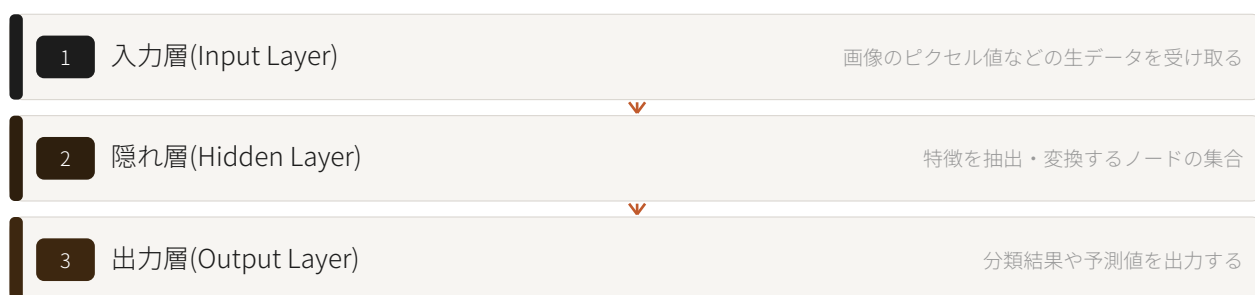 1 入力層(Input Layer) 画像のピクセル値などの生データを受け取る
2 隠れ層(Hidden Layer) 特徴を抽出・変換するノードの集合
3 出力層(Output Layer) 分類結果や予測値を出力する